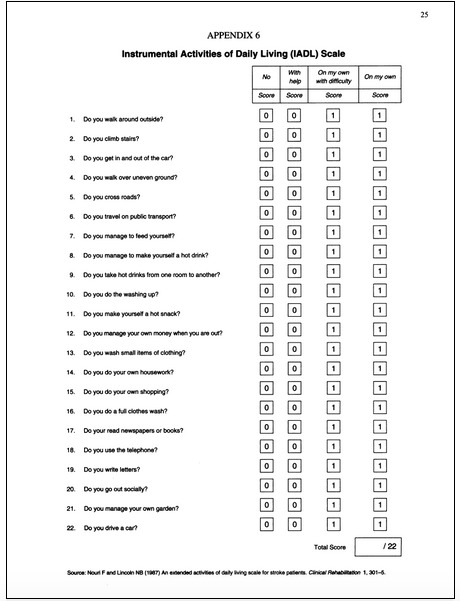 25
APPENDIX 6
Instrumental Activities of Daily Living (IADL) Scale
No With help On my own with difficulty On my own
Score Score Score Score
1. Do you walk around outside? 0 0 1 1
2. Do you climb stairs? 0 0 1 1
3. Do you get in and out of the car? 0 0 1 1
4. Do you walk over uneven ground? 0 0 1 1
5. Do you cross roads? 0 0 1 1
6. Do you travel on public transport? 0 0 1 1
7. Do you manage to feed yourself? 0 0 1 1
8. Do you manage to make yourself a hot drink? 0 0 1 1
9. Do you take hot drinks from one room to another? 0 0 1 1
10. Do you do the washing up? 0 0 1 1
11. Do you make yourself a hot snack? 0 0 1 1
12. Do you manage your own money when you are out? 0 0 1 1
13. Do you wash small items of clothing? 0 0 1 1
14. Do you do your own housework? 0 0 1 1
15. Do you do your own shopping? 0 0 1 1
16. Do you do a full clothes wash? 0 0 1 1
17. Do your read newspapers or books? 0 0 1 1
18. Do you use the telephone? 0 0 1 1
19. Do you write letters? 0 0 1 1
20. Do you go out socially? 0 0 1 1
21. Do you manage your own garden? 0 0 1 1
22. Do you drive a car? 0 0 1 1
Total Score / 22
Source: Nouri F and Lincoln NB (1987) An extended activities of daily living scale for stroke patients. Clinical Rehabilitation 1, 301–5.